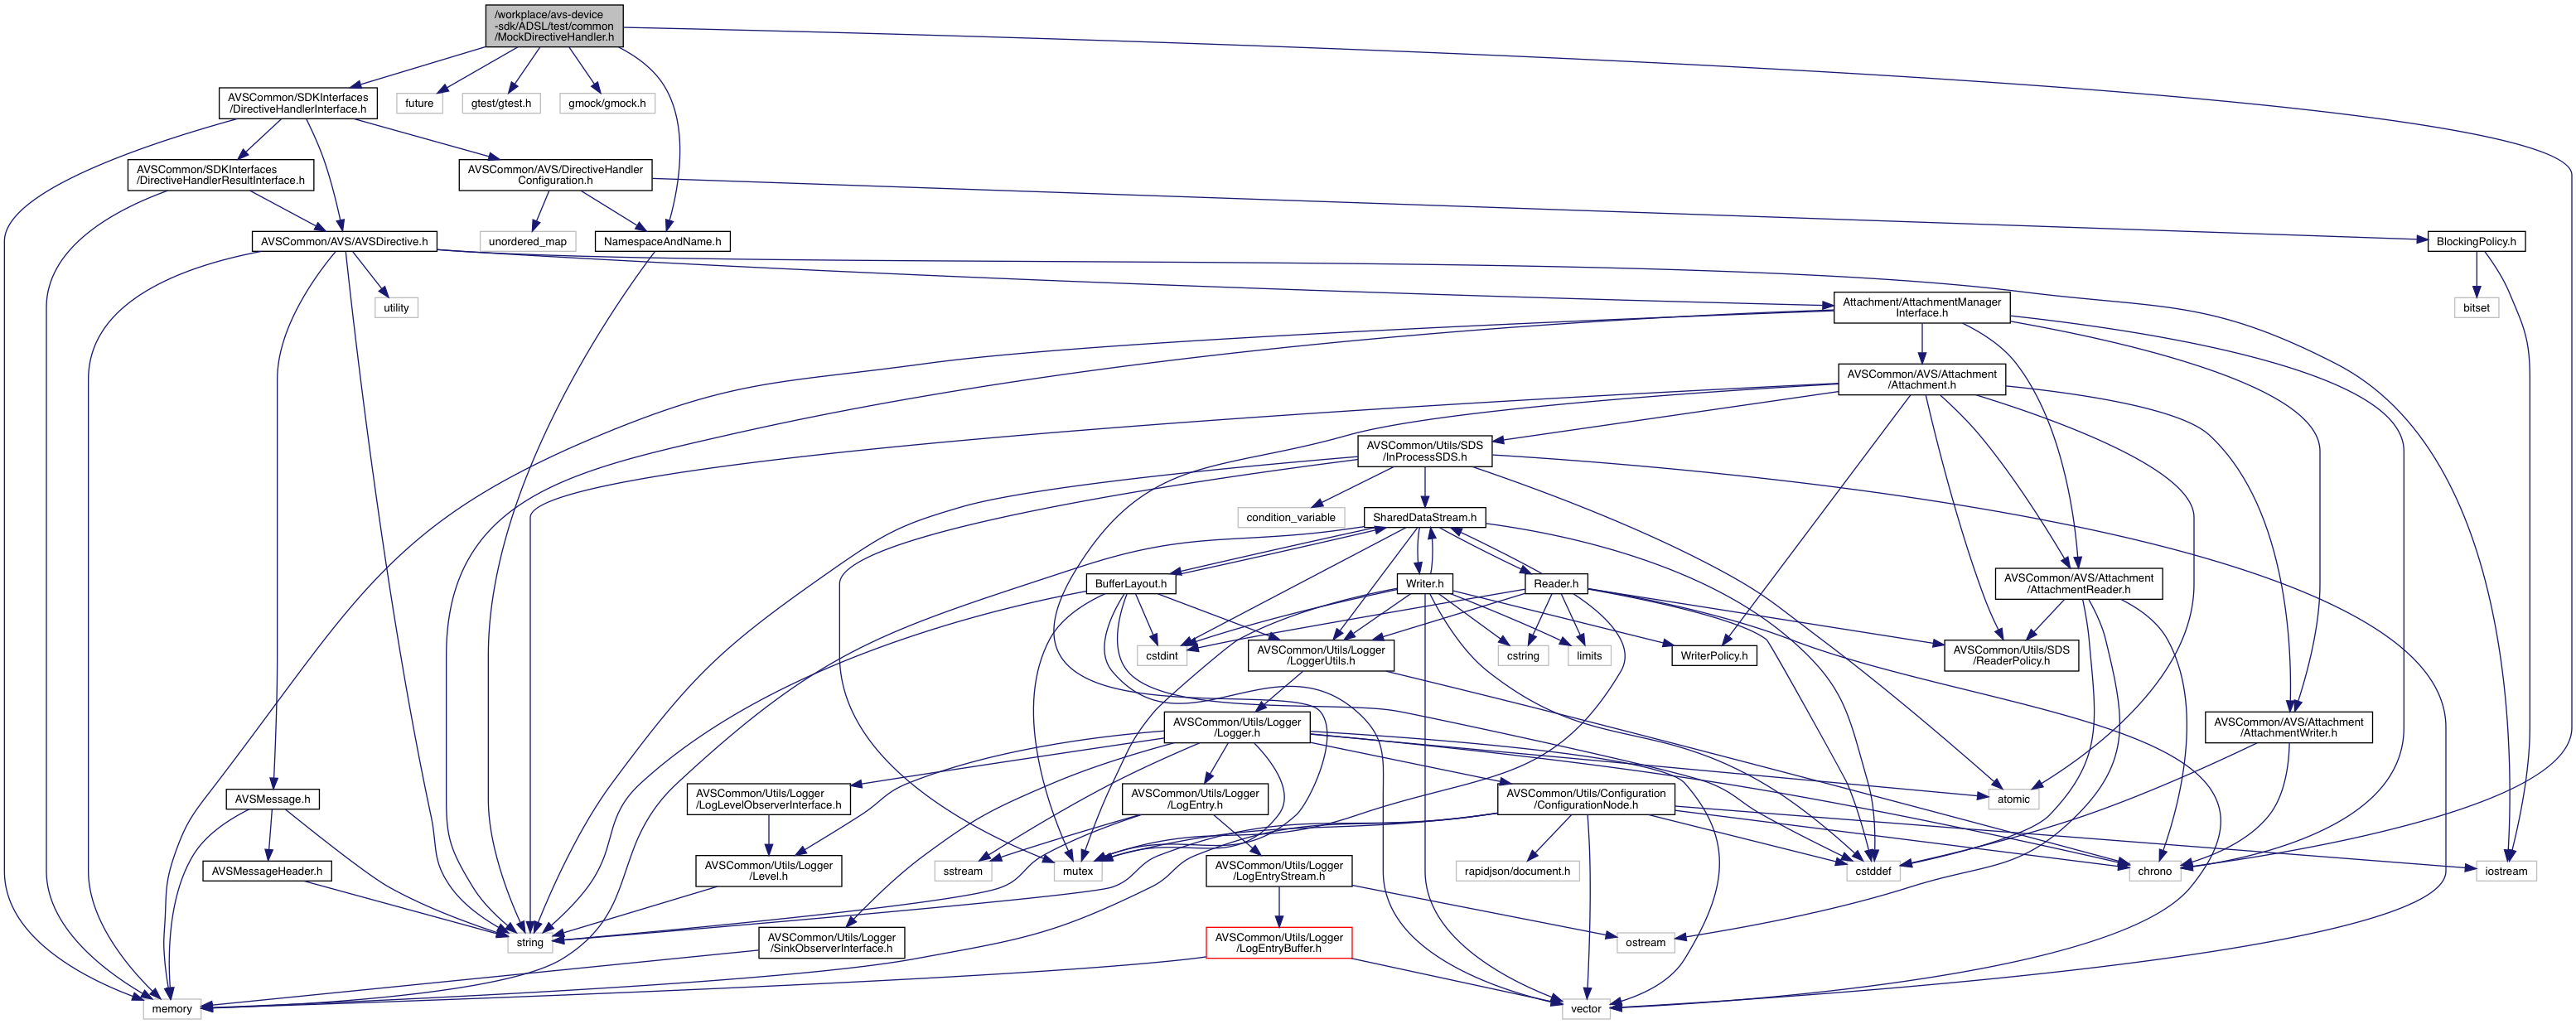 /workplace/avs-device
-sdk/ADSL/test/common
/MockDirectiveHandler.h
AVSCommon/SDKInterfaces
/DirectiveHandlerInterface.h
future
gtest/gtest.h
gmock/gmock.h
AVSCommon/SDKInterfaces
/DirectiveHandlerResultInterface.h
AVSCommon/AVS/DirectiveHandler
Configuration.h
AVSCommon/AVS/AVSDirective.h
unordered_map
NamespaceAndName.h
BlockingPolicy.h
utility
Attachment/AttachmentManager
Interface.h
bitset
AVSCommon/AVS/Attachment
/Attachment.h
AVSCommon/Utils/SDS
/InProcessSDS.h
condition_variable
SharedDataStream.h
BufferLayout.h
Writer.h
Reader.h
AVSCommon/AVS/Attachment
/AttachmentReader.h
cstdint
AVSCommon/Utils/Logger
/LoggerUtils.h
cstring
limits
WriterPolicy.h
AVSCommon/Utils/SDS
/ReaderPolicy.h
AVSCommon/Utils/Logger
/Logger.h
AVSCommon/AVS/Attachment
/AttachmentWriter.h
AVSMessage.h
AVSCommon/Utils/Logger
/LogLevelObserverInterface.h
AVSCommon/Utils/Logger
/LogEntry.h
AVSCommon/Utils/Configuration
/ConfigurationNode.h
atomic
AVSMessageHeader.h
AVSCommon/Utils/Logger
/Level.h
sstream
mutex
AVSCommon/Utils/Logger
/LogEntryStream.h
rapidjson/document.h
cstddef
chrono
iostream
string
AVSCommon/Utils/Logger
/SinkObserverInterface.h
AVSCommon/Utils/Logger
/LogEntryBuffer.h
ostream
memory
vector